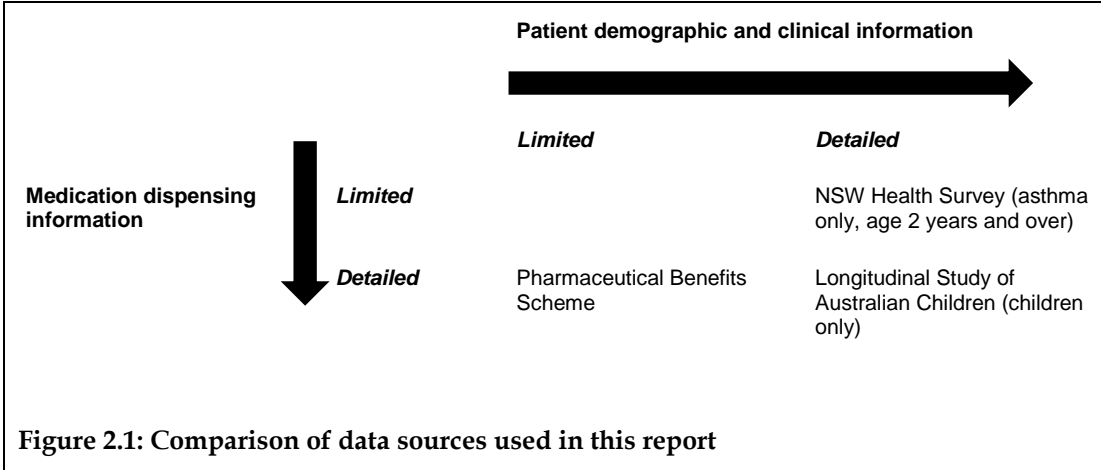 Patient demographic and clinical information
Limited Detailed
Medication dispensing
information
Limited
NSW Health Survey (asthma
only, age 2 years and over)
Detailed
Pharmaceutical Benefits
Scheme
Longitudinal Study of
Australian Children (children
only)
Figure 2.1: Comparison of data sources used in this report